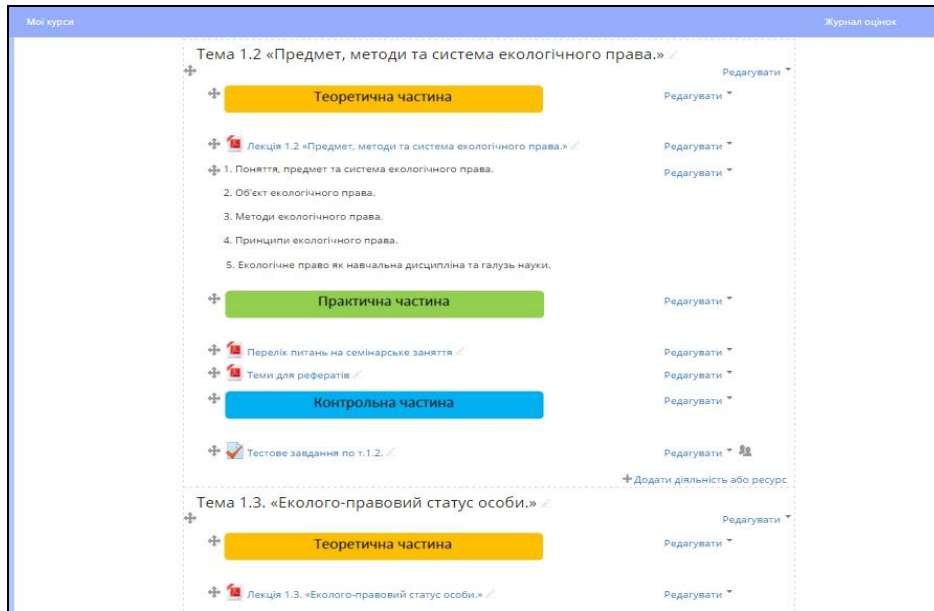 Мої курси Журнал оцінок
Тема 1.2 «Предмет, методи та система екологічного права.»
Редагувати
Теоретична частина Редагувати
Лекція 1.2 «Предмет, методи та система екологічного права.» Редагувати
1. Поняття, предмет та система екологічного права. Редагувати
2. Об'єкт екологічного права.
3. Методи екологічного права.
4. Принципи екологічного права.
5. Екологічне право як навчальна дисципліна та галузь науки.
Практична частина Редагувати
Перелік питань на семінарське заняття Редагувати
Теми для рефератів Редагувати
Контрольна частина Редагувати
Тестове завдання по т.1.2. Редагувати
Додати діяльність або ресурс
Тема 1.3. «Еколого-правовий статус особи.»
Редагувати
Теоретична частина Редагувати
Лекція 1.3. «Еколого-правовий статус особи.» Редагувати